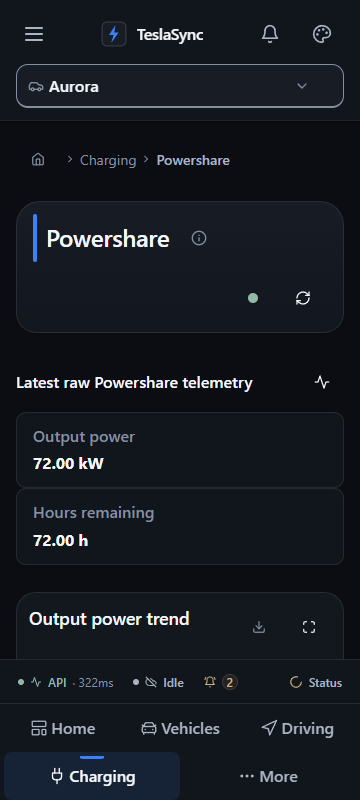 TeslaSync
Aurora
Charging Powershare
Powershare
Latest raw Powershare telemetry
Output power
72.00 kW
Hours remaining
72.00 h
Output power trend
API · 322ms Idle 2 Status
Home Vehicles Driving
Charging More